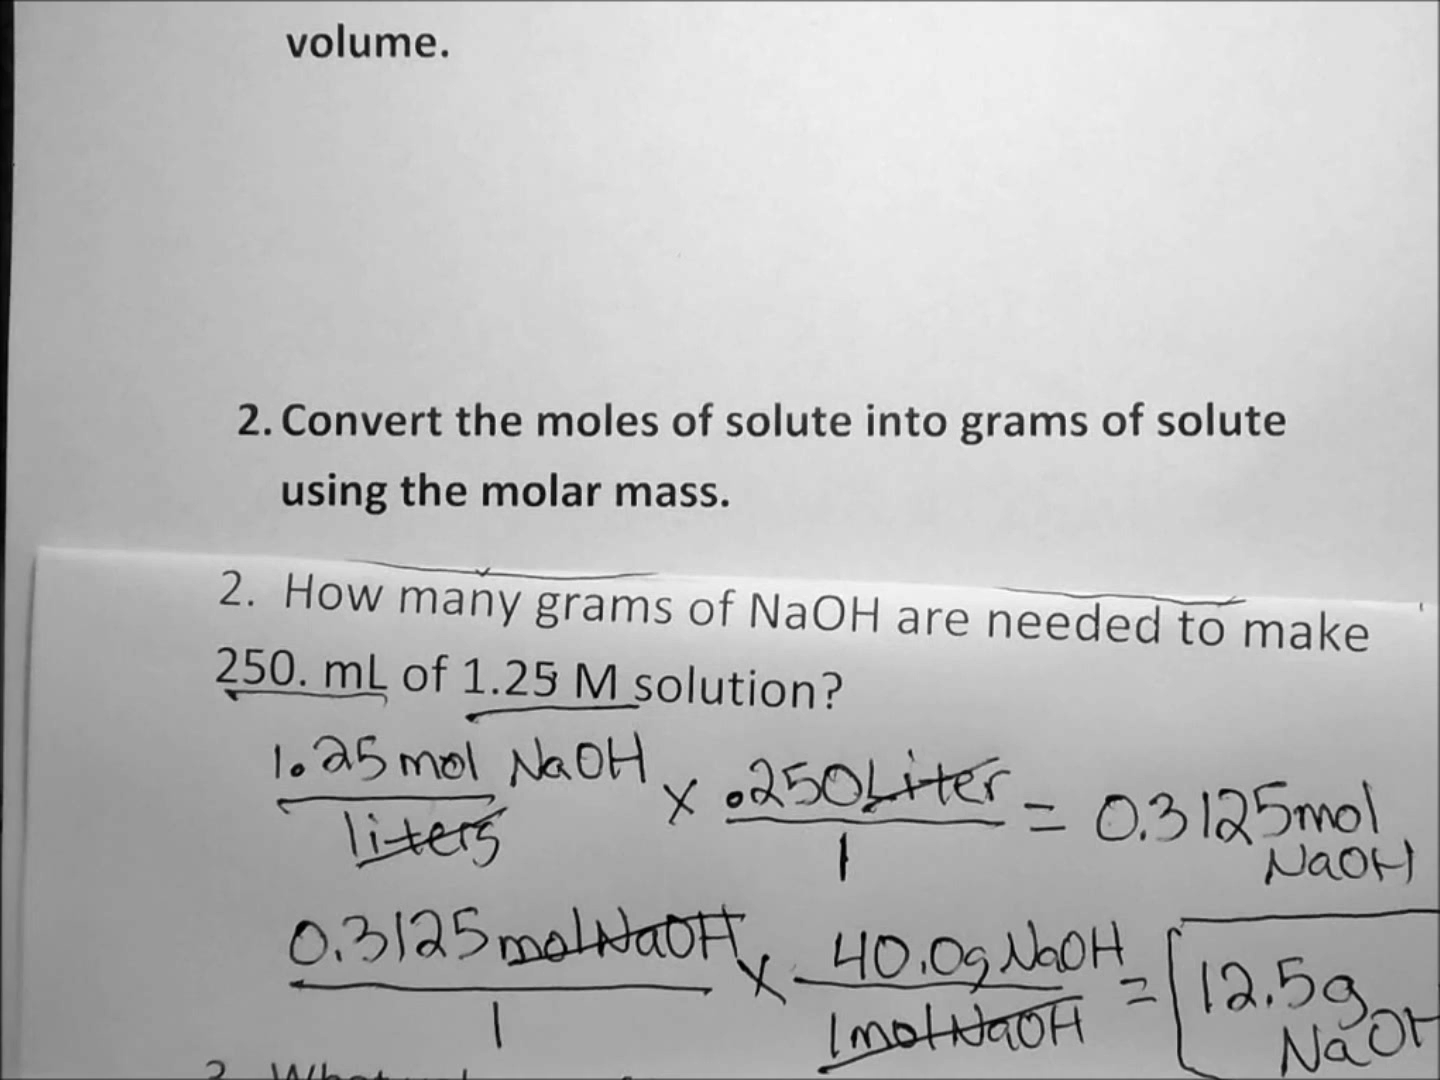 volume.
2. Convert the moles of solute into grams of solute
using the molar mass.
2. How many grams of NaOH are needed to make
250. mL of 1.25 M solution?
1.25 mol NaOH x .250 Liter = 0.3125 mol
liters 1 NaOH
0.3125 mol NaOH x 40.0g NaOH = 12.5g
1 1 mol NaOH NaOH